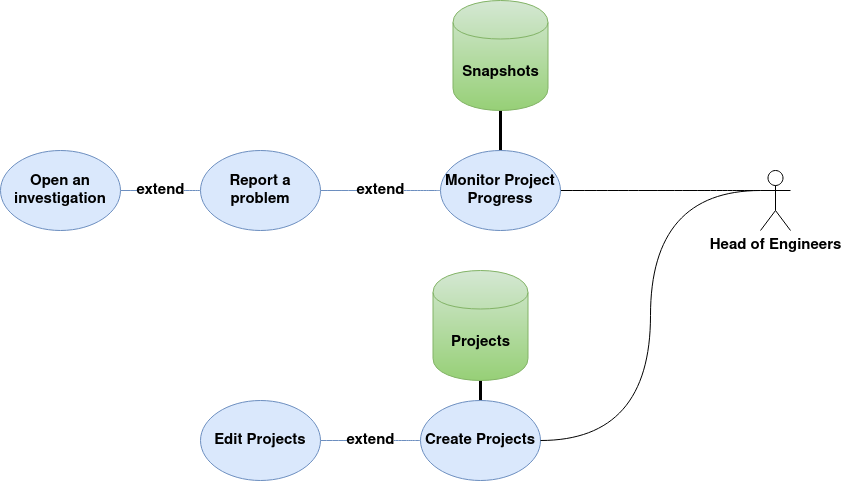 Snapshots
Open an
investigation
extend
Report a
problem
extend
Monitor Project
Progress
Head of Engineers
Projects
Edit Projects
extend
Create Projects